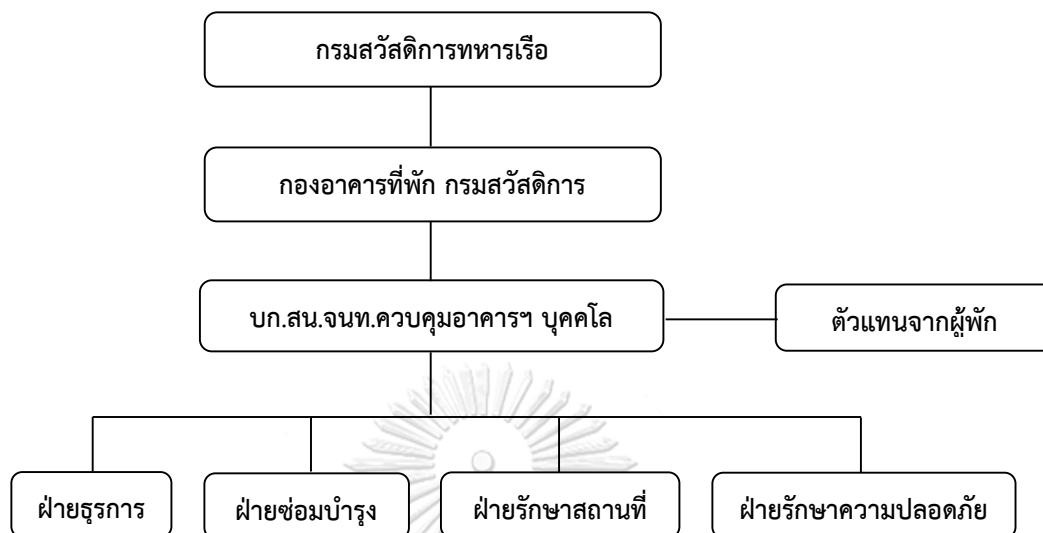 กรมสวัสดิการทหารเรือ
กองอาคารที่พัก กรมสวัสดิการ
บก.สน.จนท.ควบคุมอาคารฯ บุคคโล
ตัวแทนจากผู้พัก
ฝ่ายธุรการ
ฝ่ายซ่อมบำรุง
ฝ่ายรักษาสถานที่
ฝ่ายรักษาความปลอดภัย